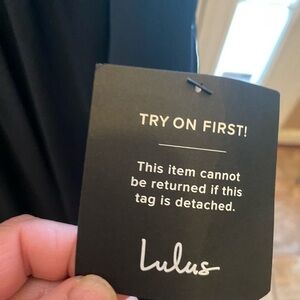 TRY ON FIRST!
This item cannot
be returned if this
tag is detached.
Lulus